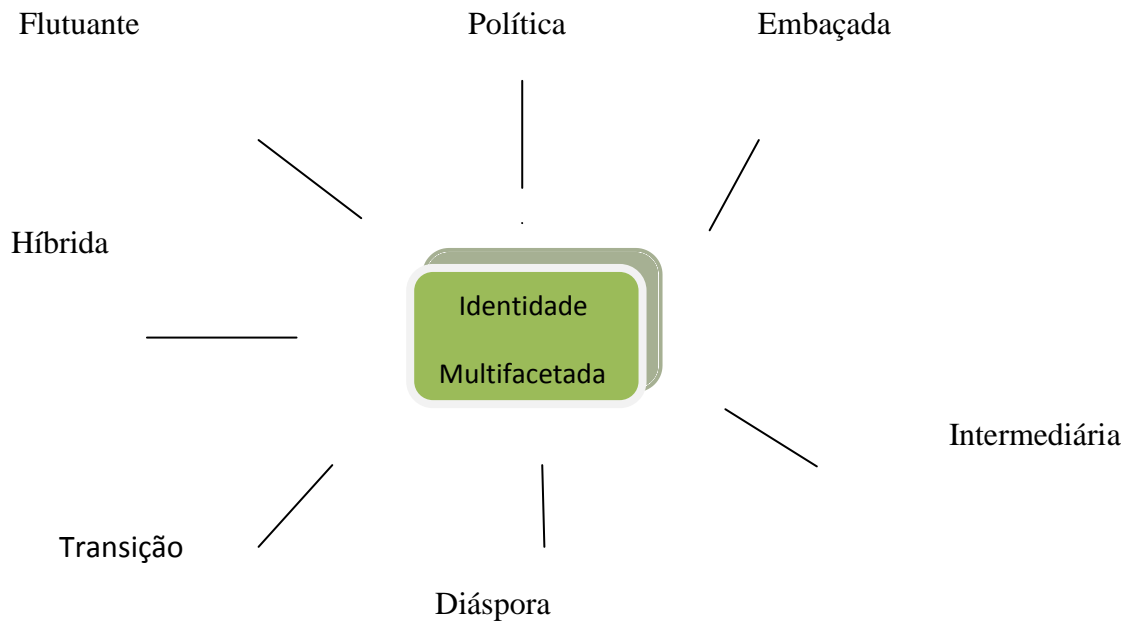 Flutuante
Política
Embaçada
Híbrida
Identidade
Multifacetada
Intermediária
Transição
Diáspora